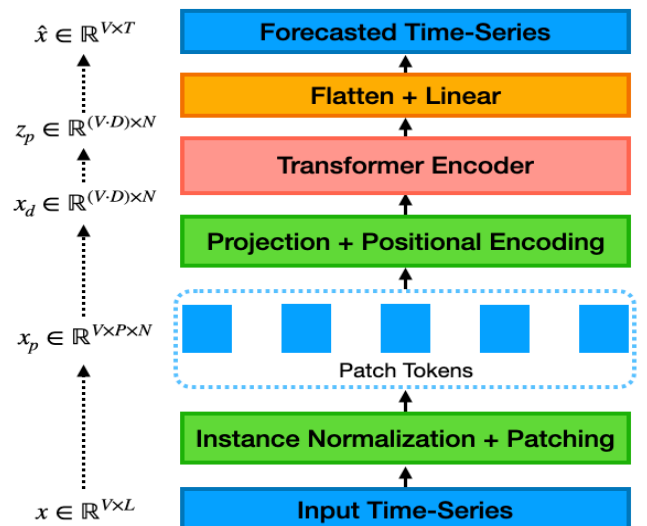 x̂ ∈ ℝ^{V×T} Forecasted Time-Series
Flatten + Linear
z_p ∈ ℝ^{(V·D)×N}
Transformer Encoder
x_d ∈ ℝ^{(V·D)×N}
Projection + Positional Encoding
x_p ∈ ℝ^{V×P×N}
Patch Tokens
Instance Normalization + Patching
x ∈ ℝ^{V×L} Input Time-Series